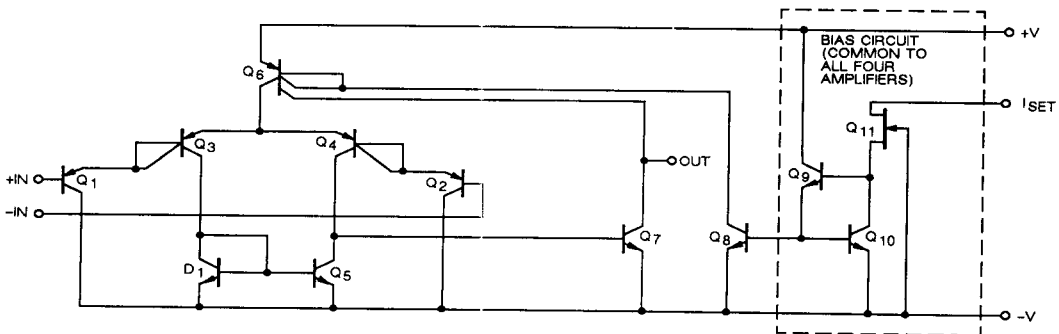 BIAS CIRCUIT
(COMMON TO
ALL FOUR
AMPLIFIERS)
+V
Q6
ISET
Q11
Q3
Q4
OUT
Q9
+IN
Q1
Q2
-IN
Q7
Q8
Q10
D1
Q5
-V